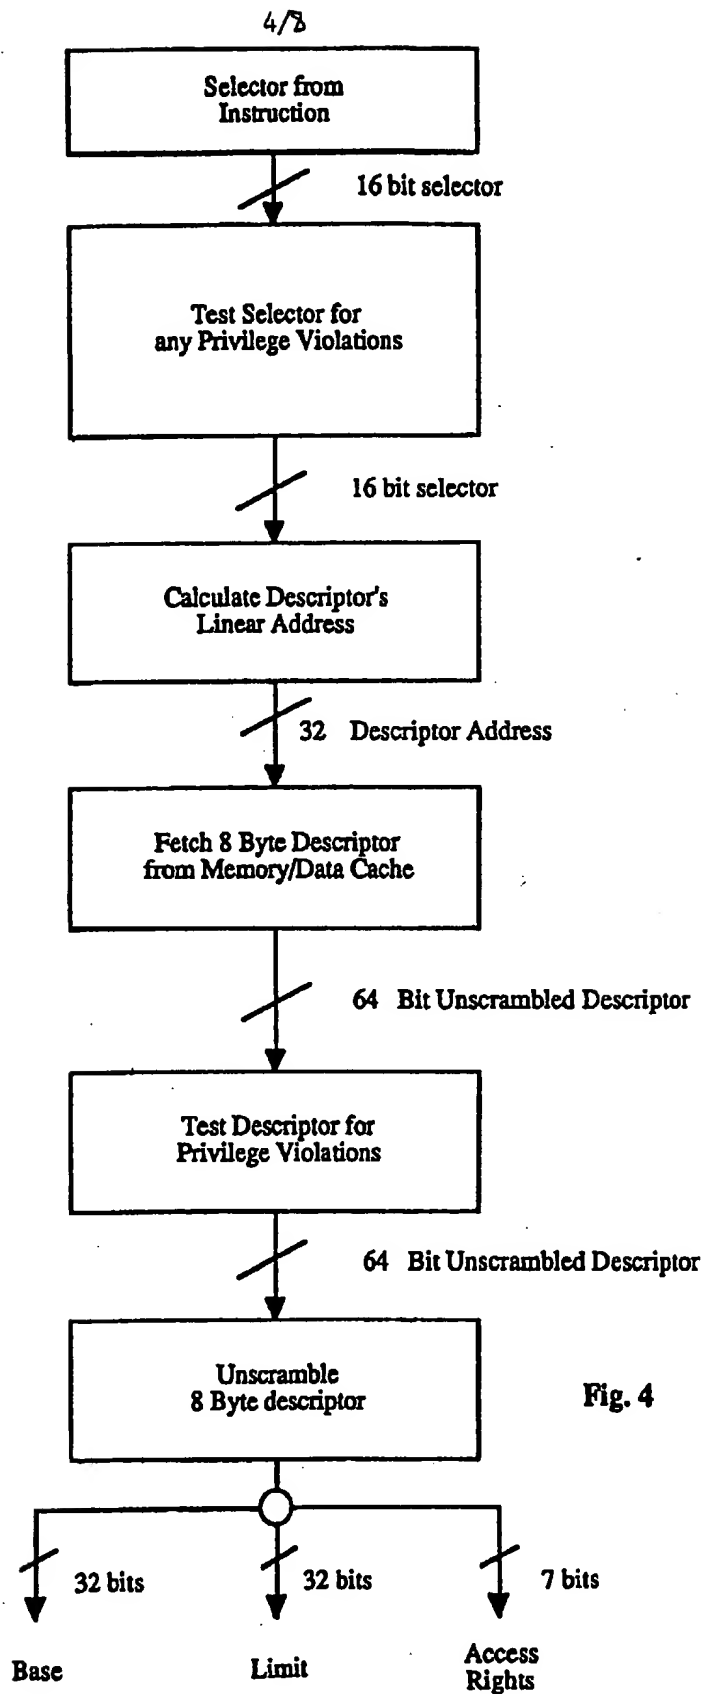 4/8
Selector from
Instruction
16 bit selector
Test Selector for
any Privilege Violations
16 bit selector
Calculate Descriptor's
Linear Address
32 Descriptor Address
Fetch 8 Byte Descriptor
from Memory/Data Cache
64 Bit Unscrambled Descriptor
Test Descriptor for
Privilege Violations
64 Bit Unscrambled Descriptor
Unscramble
8 Byte descriptor
Fig. 4
32 bits
32 bits
7 bits
Base
Limit
Access
Rights